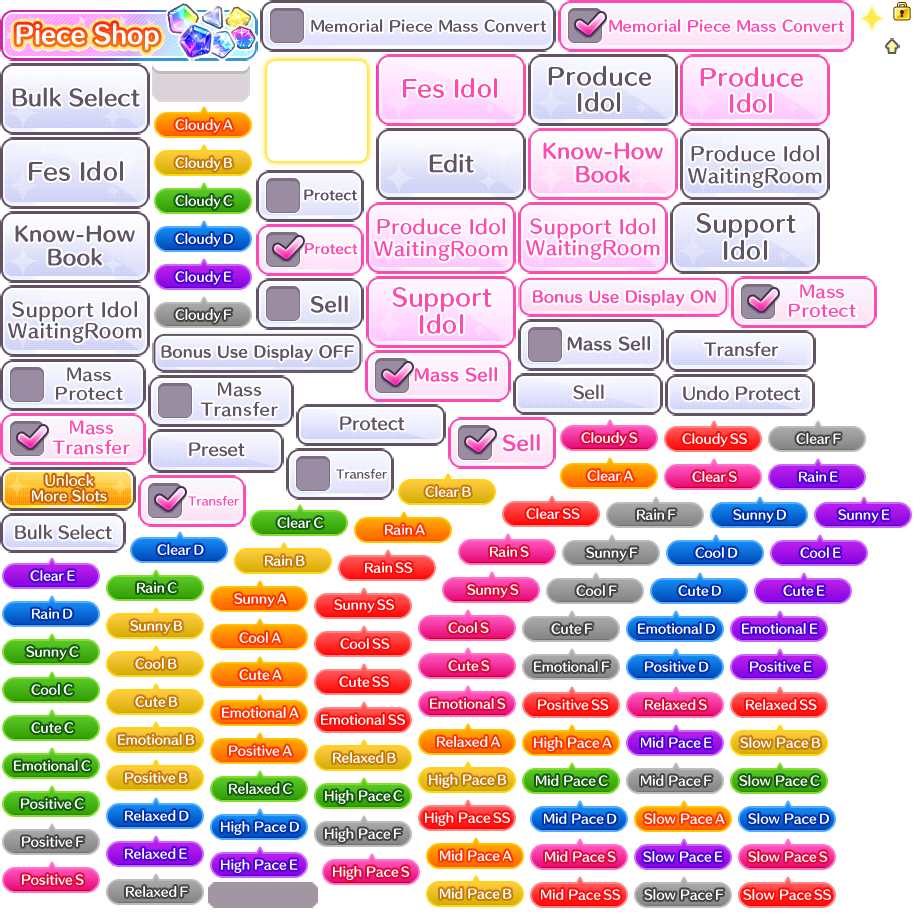 Piece Shop
Memorial Piece Mass Convert
Memorial Piece Mass Convert
Bulk Select
Cloudy A
Fes Idol
Produce
Idol
Produce
Idol
Fes Idol
Cloudy B
Cloudy C
Edit
Know-How
Book
Produce Idol
WaitingRoom
Protect
Know-How
Book
Cloudy D
Cloudy E
Protect
Produce Idol
WaitingRoom
Support Idol
WaitingRoom
Support
Idol
Support Idol
WaitingRoom
Cloudy F
Sell
Support
Idol
Bonus Use Display ON
Mass
Protect
Bonus Use Display OFF
Mass Sell
Transfer
Mass
Protect
Mass
Transfer
Mass Sell
Sell
Undo Protect
Mass
Transfer
Preset
Protect
Sell
Cloudy S
Cloudy SS
Clear F
Unlock
More Slots
Transfer
Transfer
Clear B
Clear A
Clear S
Rain E
Bulk Select
Clear C
Rain A
Clear SS
Rain F
Sunny D
Sunny E
Clear D
Rain B
Rain SS
Rain S
Sunny F
Cool D
Cool E
Clear E
Rain C
Sunny A
Sunny SS
Sunny S
Cool F
Cute D
Cute E
Rain D
Sunny B
Cool A
Cool SS
Cool S
Cute F
Emotional D
Emotional E
Sunny C
Cool B
Cute A
Cute SS
Cute S
Emotional F
Positive D
Positive E
Cool C
Cute B
Emotional A
Emotional SS
Emotional S
Positive SS
Relaxed S
Relaxed SS
Cute C
Emotional B
Positive A
Relaxed B
Relaxed A
High Pace A
Mid Pace E
Slow Pace B
Emotional C
Positive B
Relaxed C
High Pace C
High Pace B
Mid Pace C
Mid Pace F
Slow Pace C
Positive C
Relaxed D
High Pace D
High Pace F
High Pace SS
Mid Pace D
Slow Pace A
Slow Pace D
Positive F
Relaxed E
High Pace E
High Pace S
Mid Pace A
Mid Pace S
Slow Pace E
Slow Pace S
Positive S
Relaxed F
Mid Pace B
Mid Pace SS
Slow Pace F
Slow Pace SS